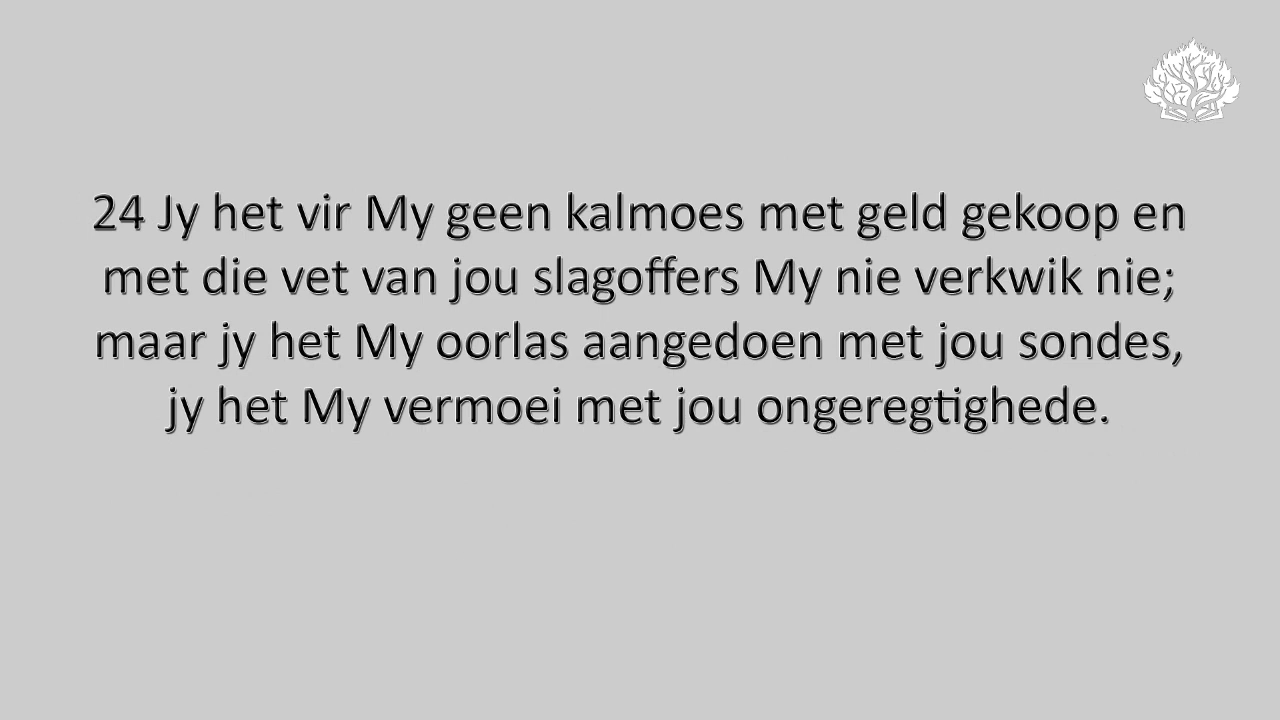 24 Jy het vir My geen kalmoes met geld gekoop en
met die vet van jou slagoffers My nie verkwik nie;
maar jy het My oorlas aangedoen met jou sondes,
jy het My vermoei met jou ongeregtighede.